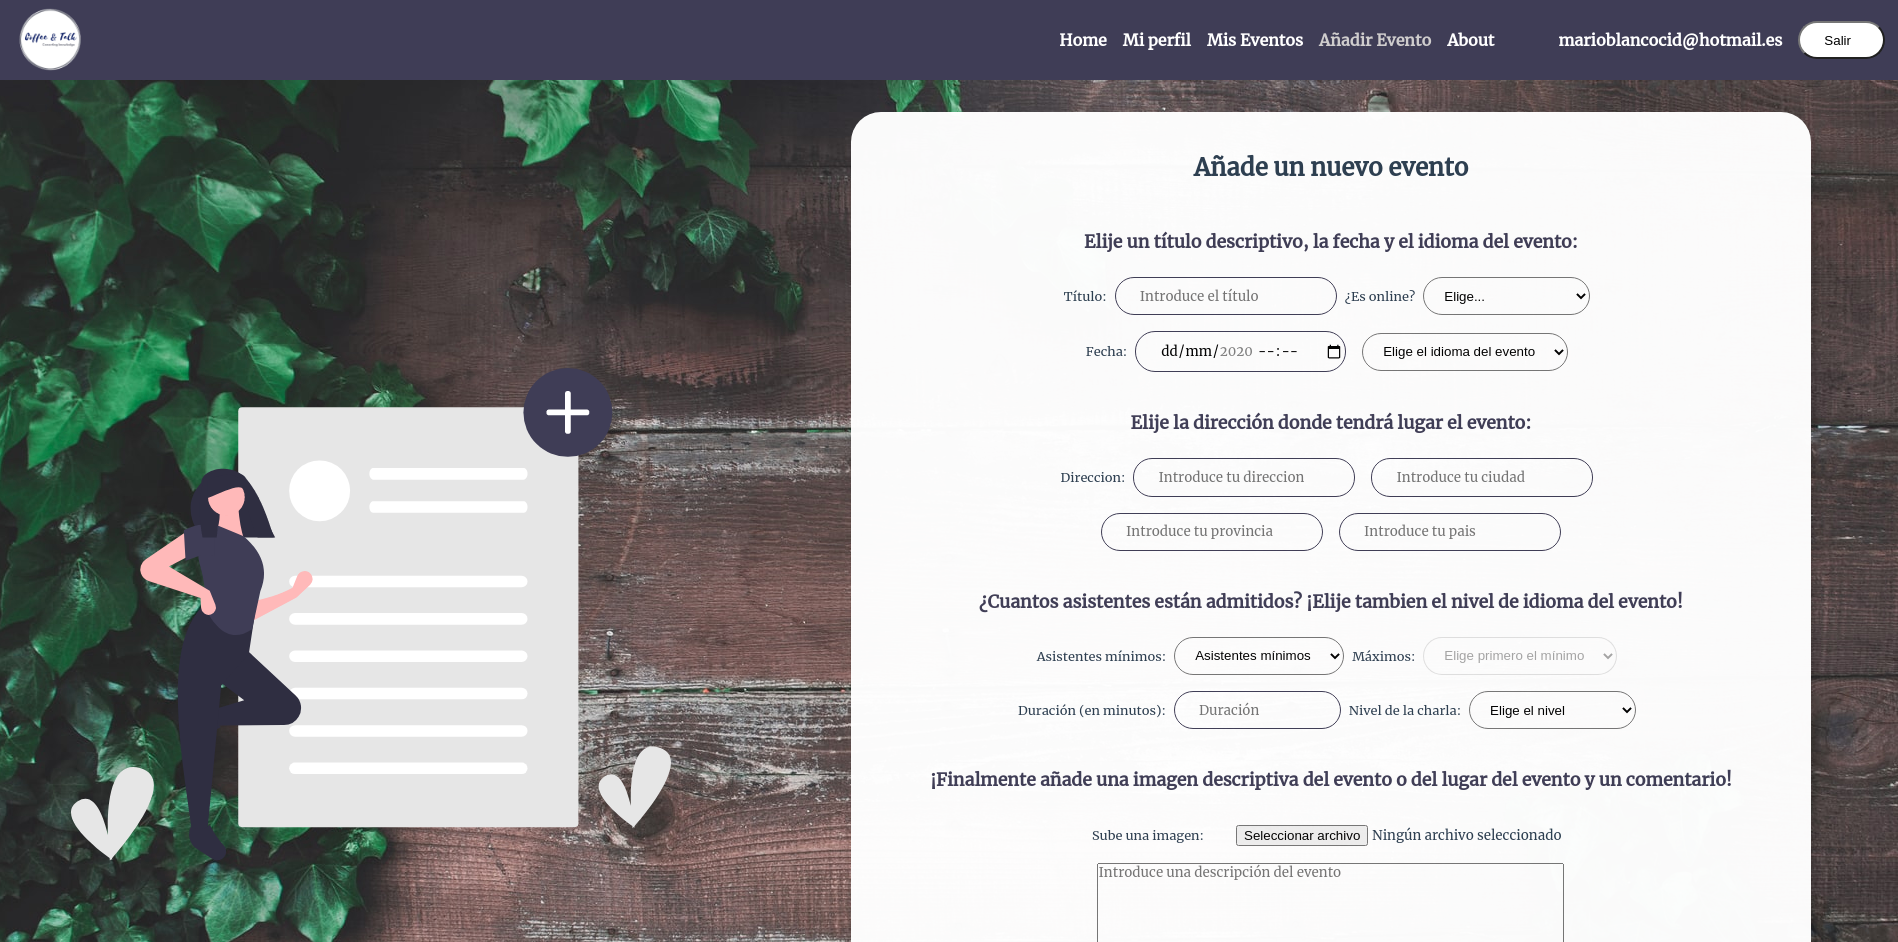 Coffee & Talk
Home Mi perfil Mis Eventos Añadir Evento About marioblancocid@hotmail.es Salir
Añade un nuevo evento
Elije un título descriptivo, la fecha y el idioma del evento:
Título: Introduce el título ¿Es online? Elige...
Fecha: dd/mm/2020 --:-- Elige el idioma del evento
Elije la dirección donde tendrá lugar el evento:
Direccion: Introduce tu direccion Introduce tu ciudad
Introduce tu provincia Introduce tu pais
¿Cuantos asistentes están admitidos? ¡Elije tambien el nivel de idioma del evento!
Asistentes mínimos: Asistentes mínimos Máximos: Elige primero el mínimo
Duración (en minutos): Duración Nivel de la charla: Elige el nivel
¡Finalmente añade una imagen descriptiva del evento o del lugar del evento y un comentario!
Sube una imagen: Seleccionar archivo Ningún archivo seleccionado
Introduce una descripción del evento